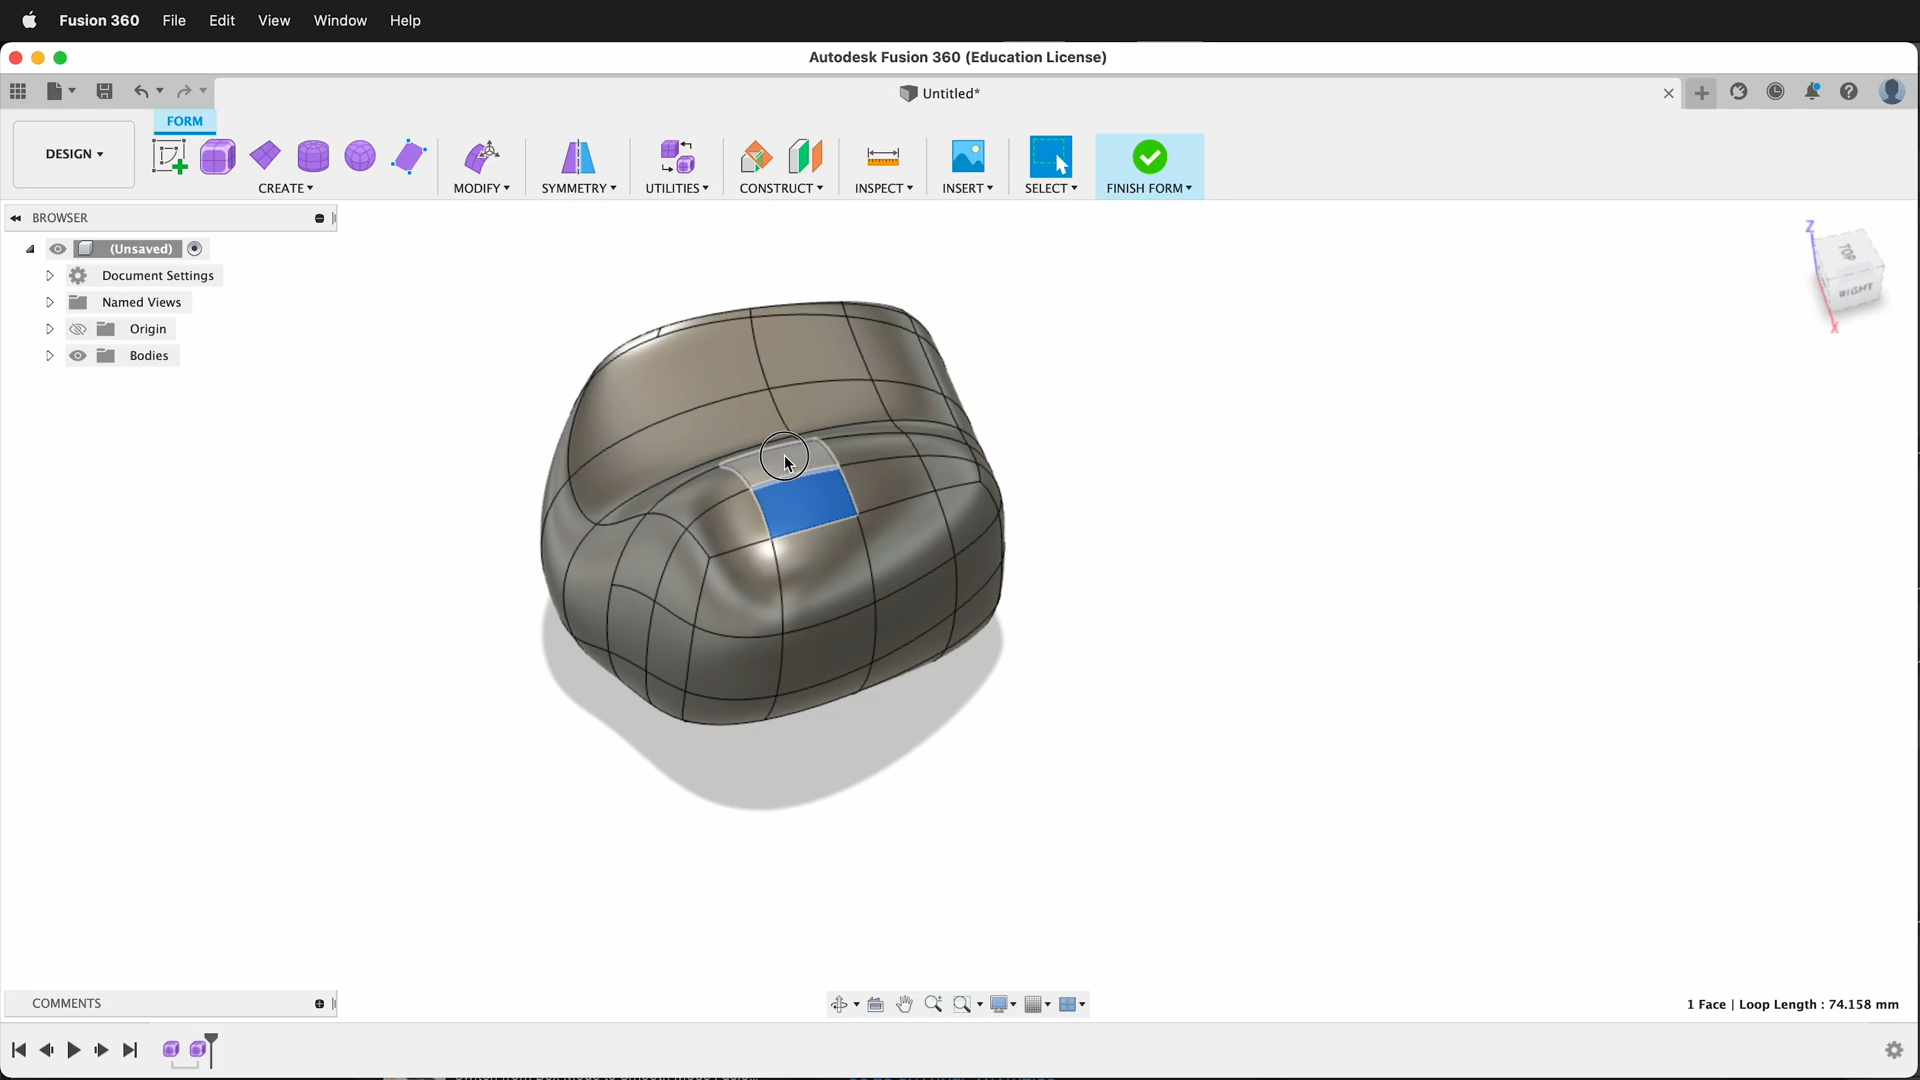 Fusion 360 File Edit View Window Help
Autodesk Fusion 360 (Education License)
Untitled*
FORM
DESIGN
CREATE MODIFY SYMMETRY UTILITIES CONSTRUCT INSPECT INSERT SELECT FINISH FORM
BROWSER
(Unsaved)
Document Settings
Named Views
Origin
Bodies
Z
TOP
RIGHT
X
COMMENTS
1 Face | Loop Length : 74.158 mm